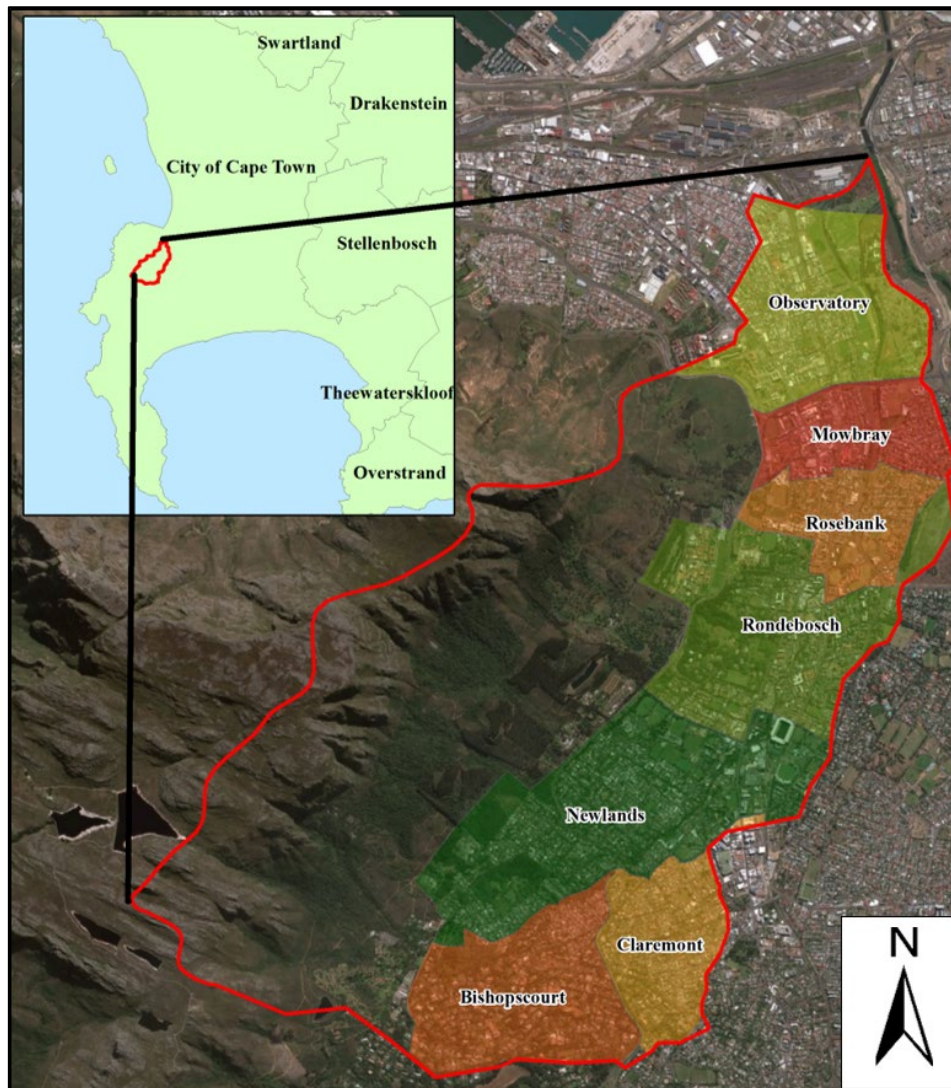 Swartland
Drakenstein
City of Cape Town
Stellenbosch
Theewaterskloof
Overstrand
Observatory
Mowbray
Rosebank
Rondebosch
Newlands
Claremont
Bishopscourt
N